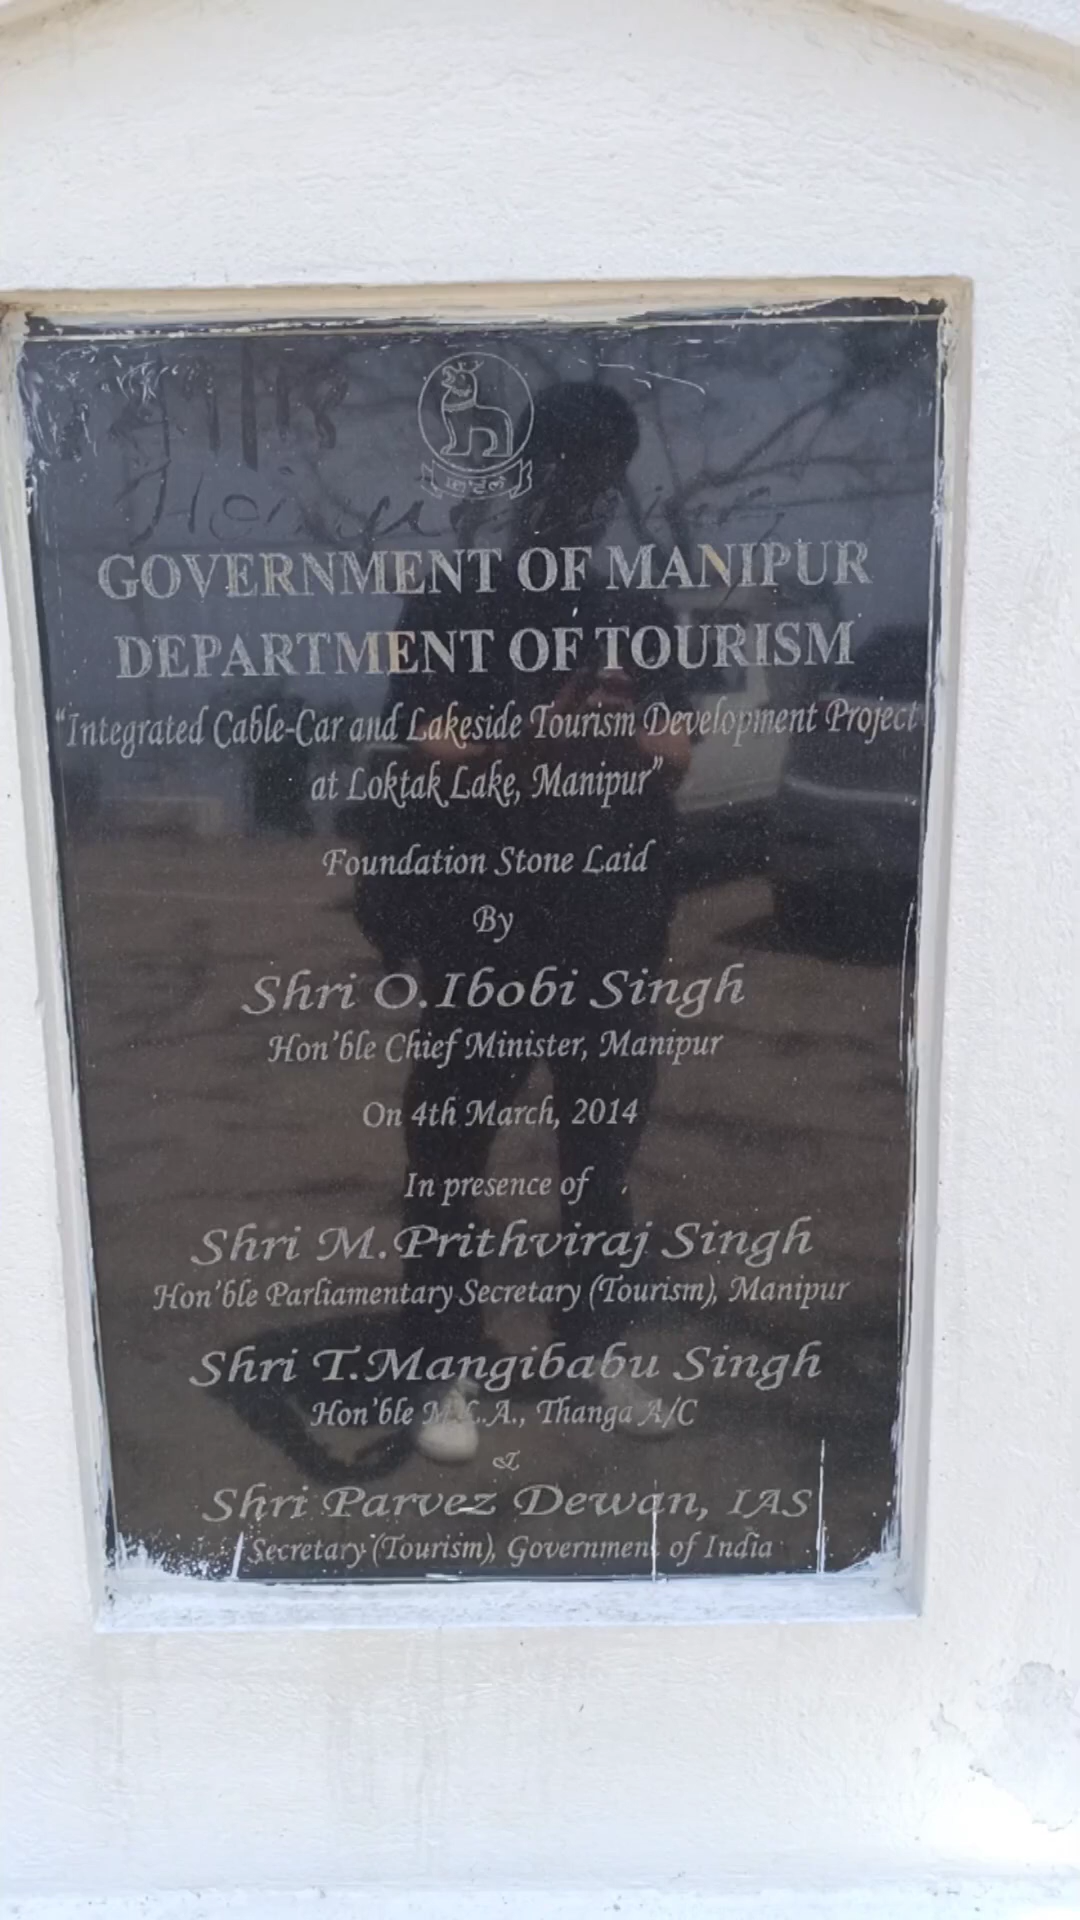 GOVERNMENT OF MANIPUR
DEPARTMENT OF TOURISM
"Integrated Cable-Car and Lakeside Tourism Development Project
at Loktak Lake, Manipur"
Foundation Stone Laid
By
Shri O.Ibobi Singh
Hon'ble Chief Minister, Manipur
On 4th March, 2014
In presence of
Shri M.Prithviraj Singh
Hon'ble Parliamentary Secretary (Tourism), Manipur
Shri T.Mangibabu Singh
Hon'ble M.L.A., Thanga A/C
&
Shri Parvez Dewan, IAS
Secretary (Tourism), Government of India